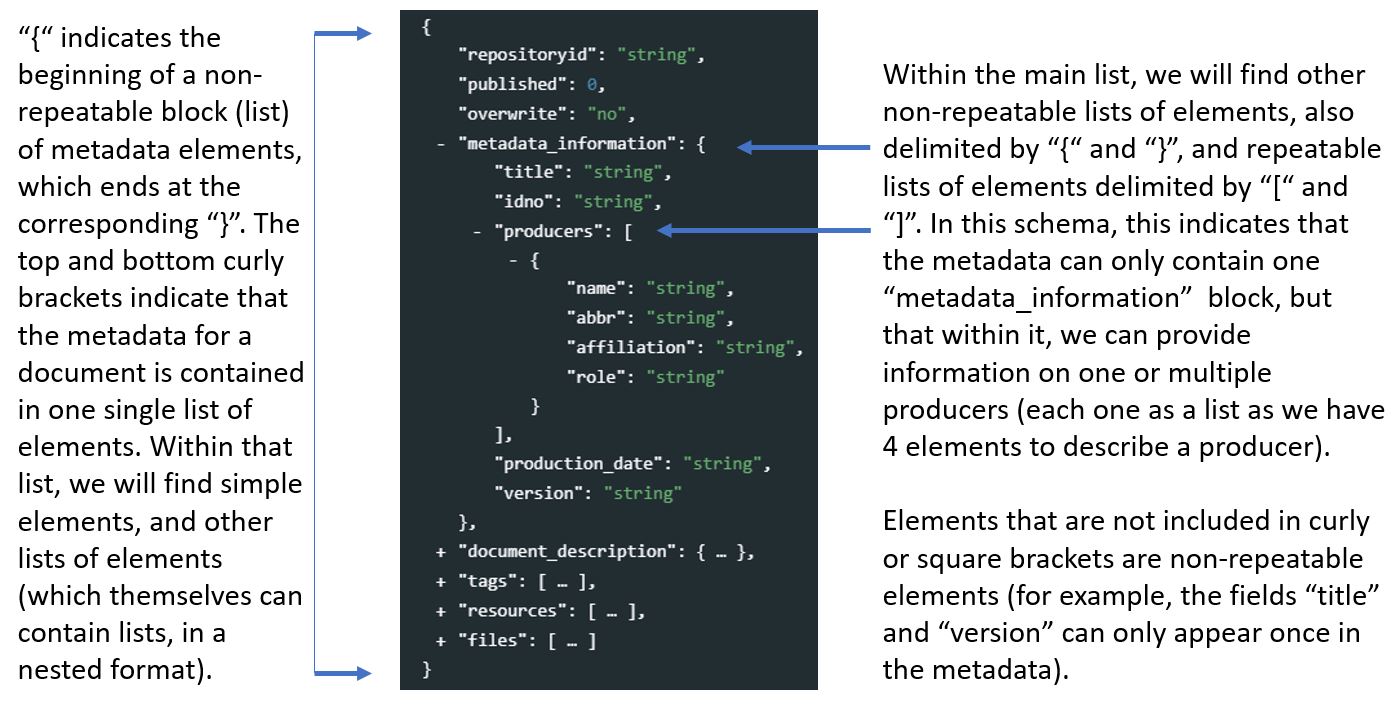 “{“ indicates the
beginning of a non-
repeatable block (list)
of metadata elements,
which ends at the
corresponding “}”. The
top and bottom curly
brackets indicate that
the metadata for a
document is contained
in one single list of
elements. Within that
list, we will find simple
elements, and other
lists of elements
(which themselves can
contain lists, in a
nested format).
{
"repositoryid": "string",
"published": 0,
"overwrite": "no",
- "metadata_information": {
"title": "string",
"idno": "string",
- "producers": [
- {
"name": "string",
"abbr": "string",
"affiliation": "string",
"role": "string"
}
],
"production_date": "string",
"version": "string"
},
+ "document_description": { … },
+ "tags": [ … ],
+ "resources": [ … ],
+ "files": [ … ]
}
Within the main list, we will find other
non-repeatable lists of elements, also
delimited by “{“ and “}”, and repeatable
lists of elements delimited by “[“ and
“]”. In this schema, this indicates that
the metadata can only contain one
“metadata_information”  block, but
that within it, we can provide
information on one or multiple
producers (each one as a list as we have
4 elements to describe a producer).
Elements that are not included in curly
or square brackets are non-repeatable
elements (for example, the fields “title”
and “version” can only appear once in
the metadata).